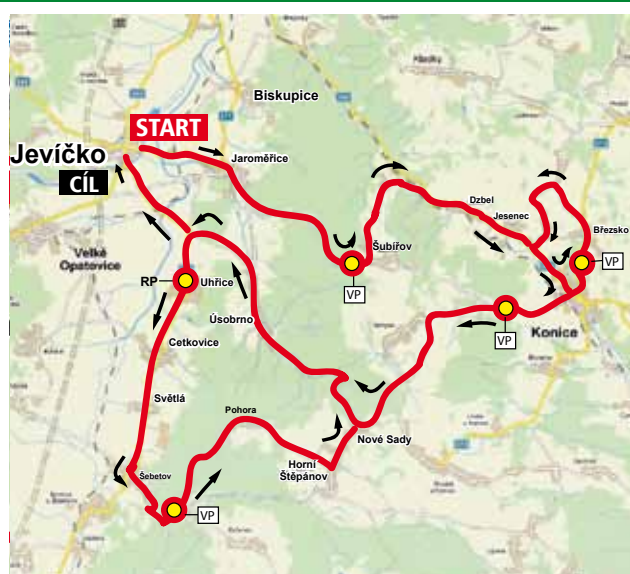 Biskupice
START
Jevíčko
CÍL
Jaroměřice
Dzbel
Jesenec
Březsko
Šubířov
VP
VP
Velké
Opatovice
RP
Uhřice
Úsobrno
VP
Konice
Cetkovice
Světlá
Pohora
Nové Sady
Horní
Štěpánov
Šebetov
VP